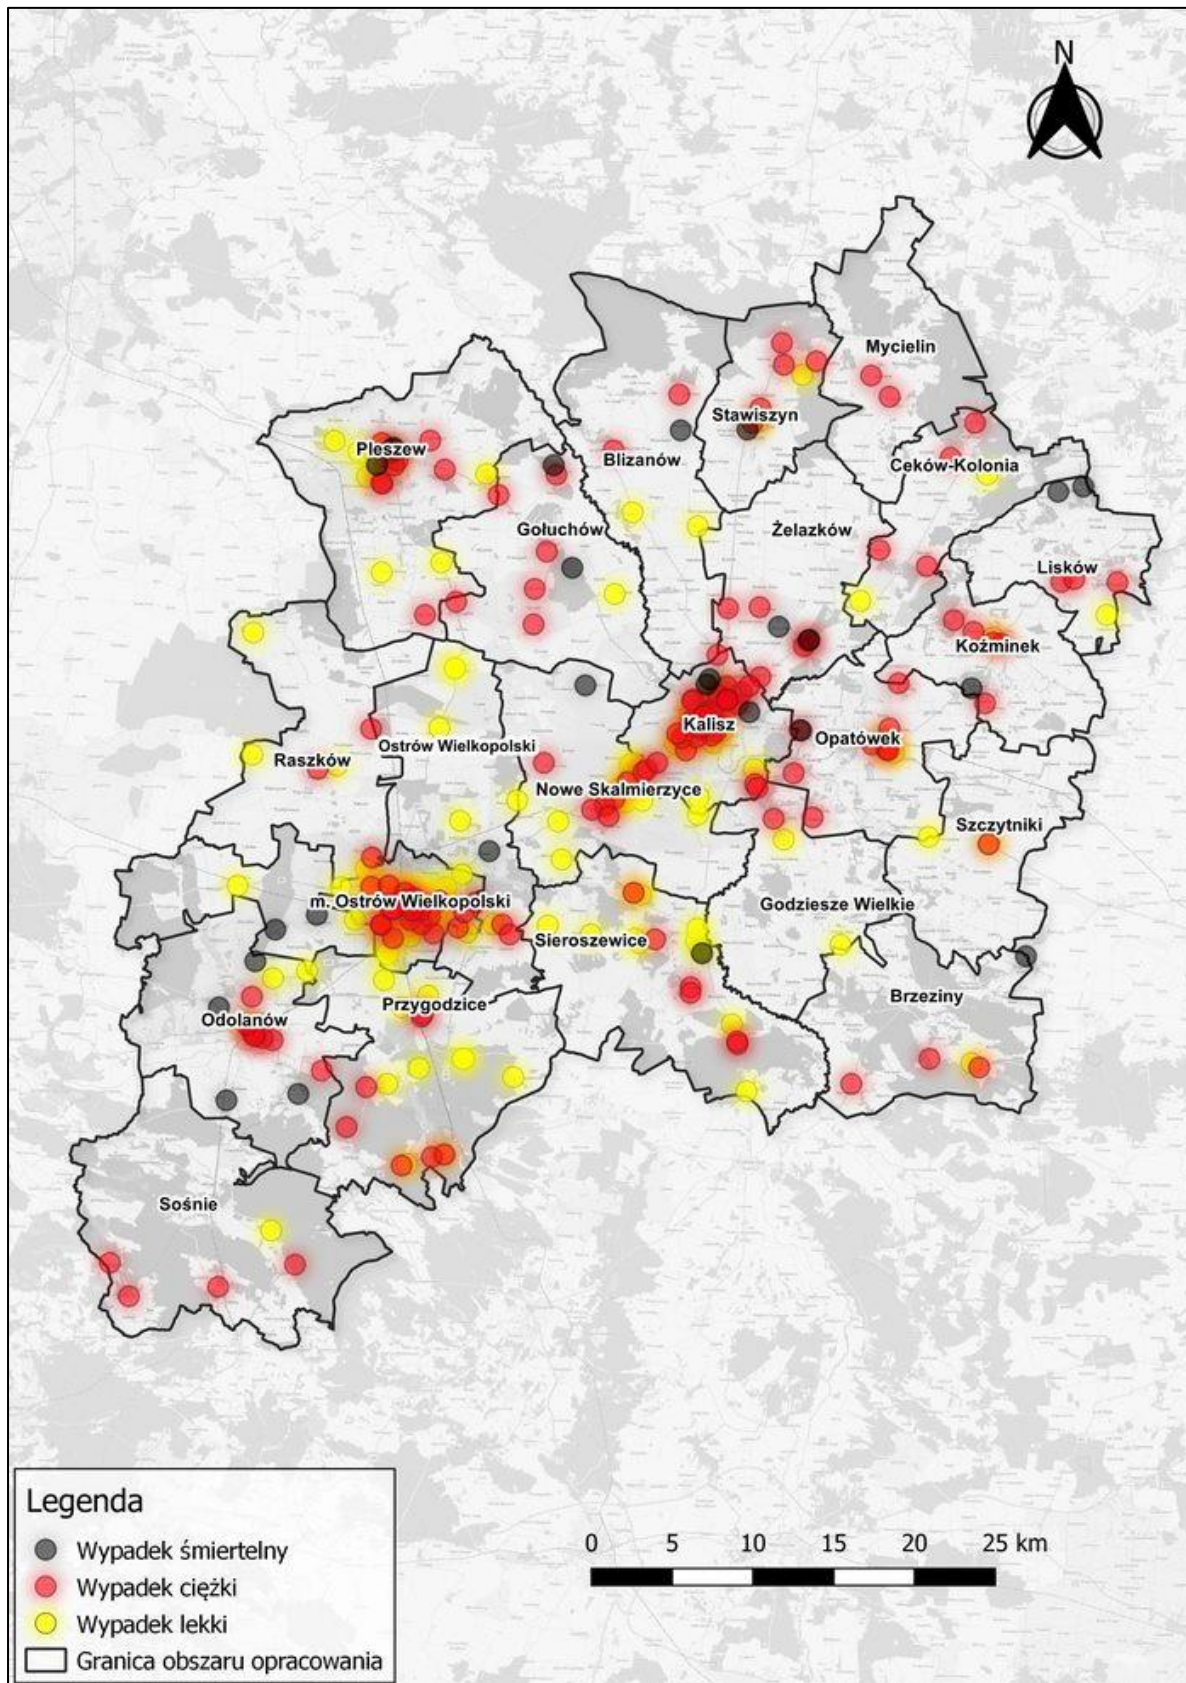 N
Mycielin
Stawiszyn
Pleszew
Blizanów
Ceków-Kolonia
Gołuchów
Żelazków
Lisków
Koźminek
Kalisz
Opatówek
Ostrów Wielkopolski
Raszków
Nowe Skalmierzyce
Szczytniki
m. Ostrów Wielkopolski
Godziesze Wielkie
Sieroszewice
Brzeziny
Przygodzice
Odolanów
Sośnie
Legenda
Wypadek śmiertelny
Wypadek ciężki
Wypadek lekki
Granica obszaru opracowania
0 5 10 15 20 25 km